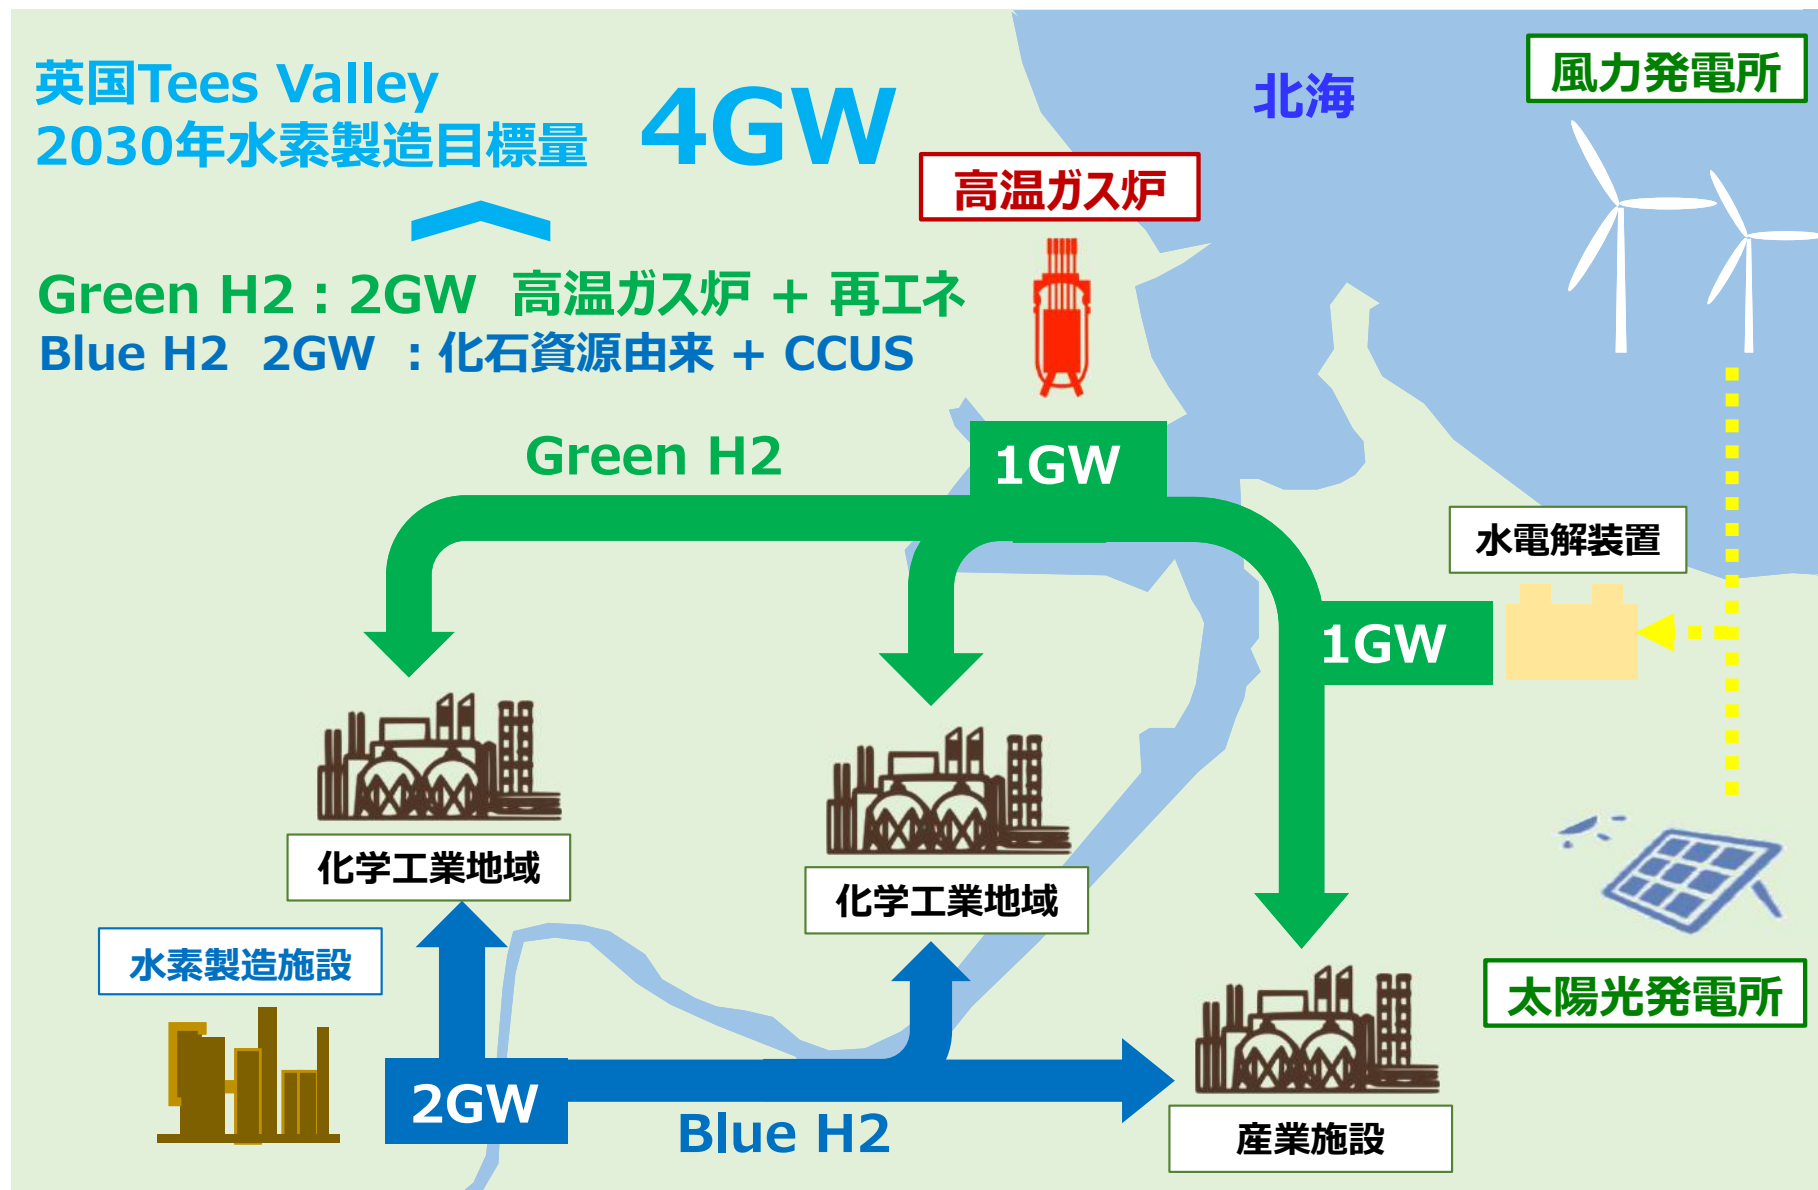 英国Tees Valley
2030年水素製造目標量
4GW
北海
風力発電所
高温ガス炉
Green H2：2GW 高温ガス炉 + 再エネ
Blue H2 2GW ：化石資源由来 + CCUS
Green H2
1GW
水電解装置
1GW
化学工業地域
化学工業地域
水素製造施設
太陽光発電所
2GW
Blue H2
産業施設